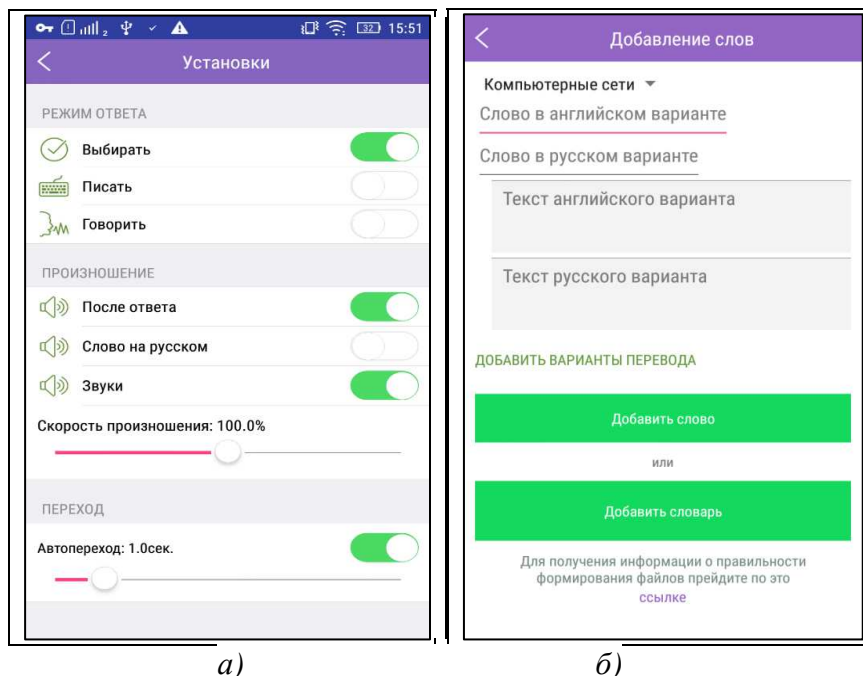 2 32 15:51
Установки
РЕЖИМ ОТВЕТА
Выбирать
Писать
Говорить
ПРОИЗНОШЕНИЕ
После ответа
Слово на русском
Звуки
Скорость произношения: 100.0%
ПЕРЕХОД
Автопереход: 1.0сек.
а)
Добавление слов
Компьютерные сети
Слово в английском варианте
Слово в русском варианте
Текст английского варианта
Текст русского варианта
ДОБАВИТЬ ВАРИАНТЫ ПЕРЕВОДА
Добавить слово
или
Добавить словарь
Для получения информации о правильности
формирования файлов прейдите по это
ссылке
б)